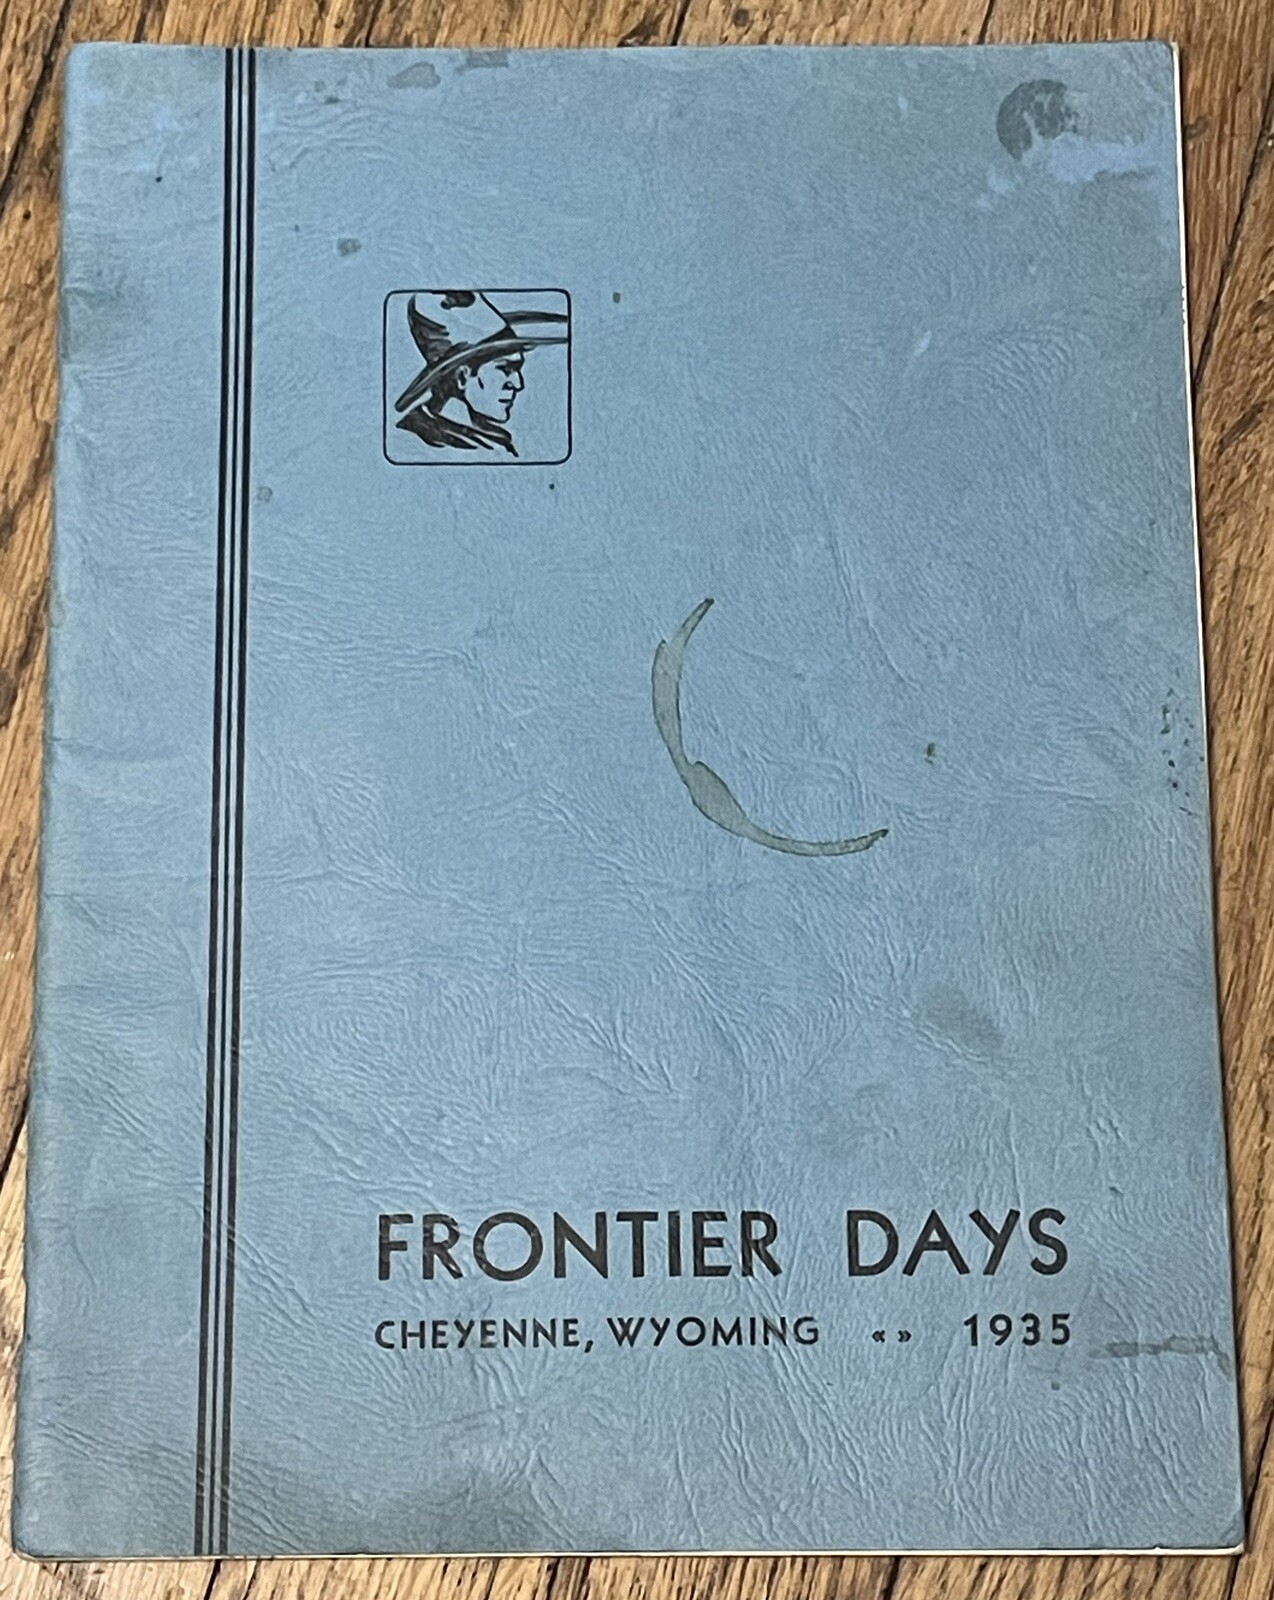 FRONTIER DAYS
CHEYENNE, WYOMING «» 1935